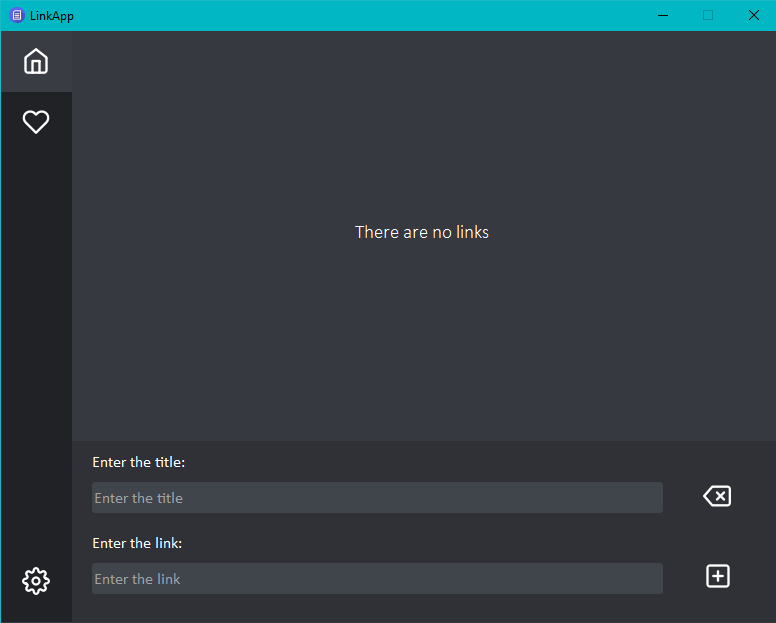 LinkApp
There are no links
Enter the title:
Enter the title
Enter the link:
Enter the link